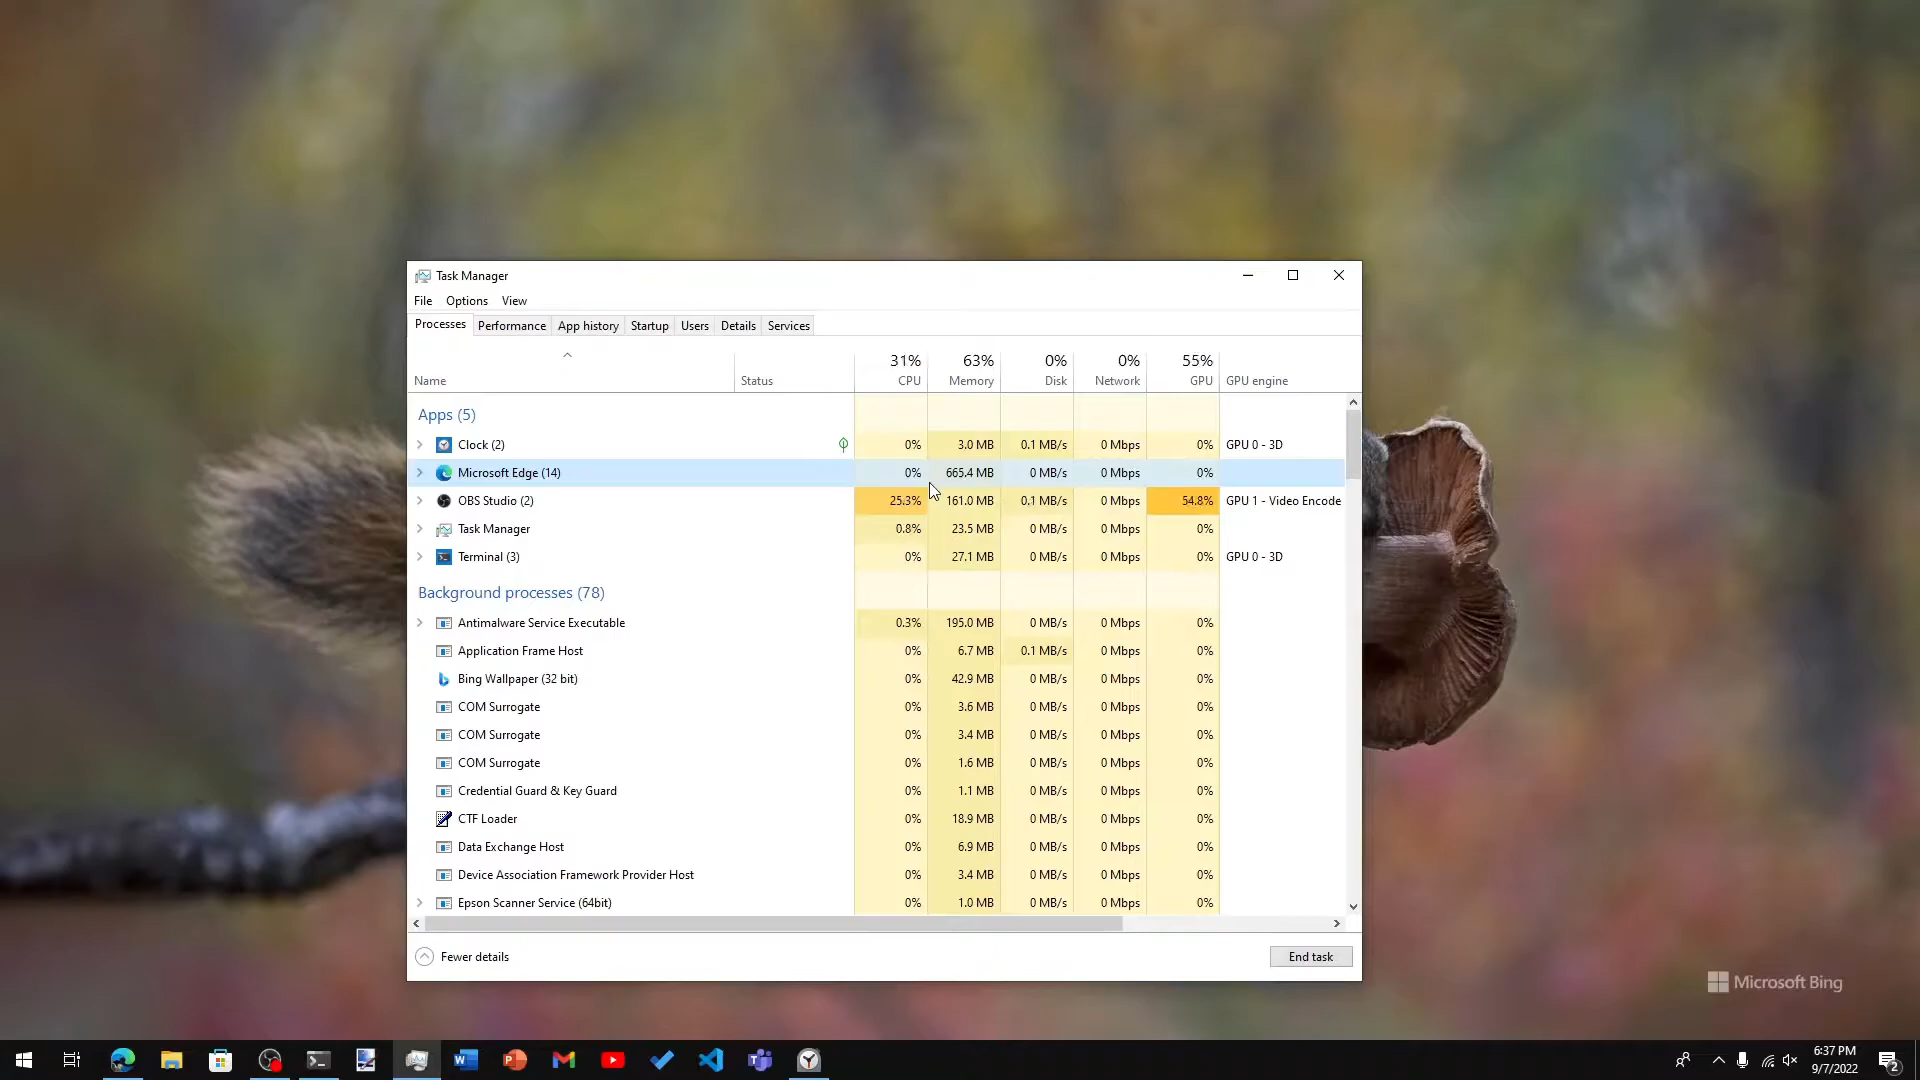 Task Manager
File Options View
Processes Performance App history Startup Users Details Services
31% 63% 0% 0% 55%
Name Status CPU Memory Disk Network GPU GPU engine
Apps (5)
Clock (2) 0% 3.0 MB 0.1 MB/s 0 Mbps 0% GPU 0 - 3D
Microsoft Edge (14) 0% 665.4 MB 0 MB/s 0 Mbps 0%
OBS Studio (2) 25.3% 161.0 MB 0.1 MB/s 0 Mbps 54.8% GPU 1 - Video Encode
Task Manager 0.8% 23.5 MB 0 MB/s 0 Mbps 0%
Terminal (3) 0% 27.1 MB 0 MB/s 0 Mbps 0% GPU 0 - 3D
Background processes (78)
Antimalware Service Executable 0.3% 195.0 MB 0 MB/s 0 Mbps 0%
Application Frame Host 0% 6.7 MB 0.1 MB/s 0 Mbps 0%
Bing Wallpaper (32 bit) 0% 42.9 MB 0 MB/s 0 Mbps 0%
COM Surrogate 0% 3.6 MB 0 MB/s 0 Mbps 0%
COM Surrogate 0% 3.4 MB 0 MB/s 0 Mbps 0%
COM Surrogate 0% 1.6 MB 0 MB/s 0 Mbps 0%
Credential Guard & Key Guard 0% 1.1 MB 0 MB/s 0 Mbps 0%
CTF Loader 0% 18.9 MB 0 MB/s 0 Mbps 0%
Data Exchange Host 0% 6.9 MB 0 MB/s 0 Mbps 0%
Device Association Framework Provider Host 0% 3.4 MB 0 MB/s 0 Mbps 0%
Epson Scanner Service (64bit) 0% 1.0 MB 0 MB/s 0 Mbps 0%
Fewer details End task
Microsoft Bing
6:37 PM
9/7/2022
2